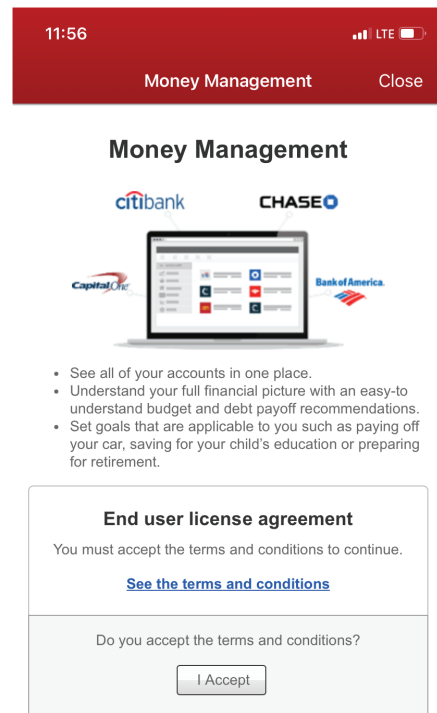 11:56 LTE
Money Management Close
Money Management
citibank CHASE
Capital One Bank of America
• See all of your accounts in one place.
• Understand your full financial picture with an easy-to
understand budget and debt payoff recommendations.
• Set goals that are applicable to you such as paying off
your car, saving for your child's education or preparing
for retirement.
End user license agreement
You must accept the terms and conditions to continue.
See the terms and conditions
Do you accept the terms and conditions?
I Accept